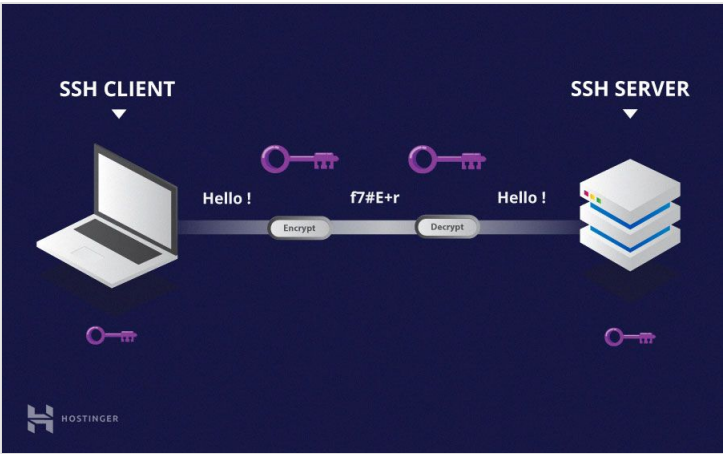 SSH CLIENT
SSH SERVER
Hello !
f7#E+r
Hello !
Encrypt
Decrypt
HOSTINGER